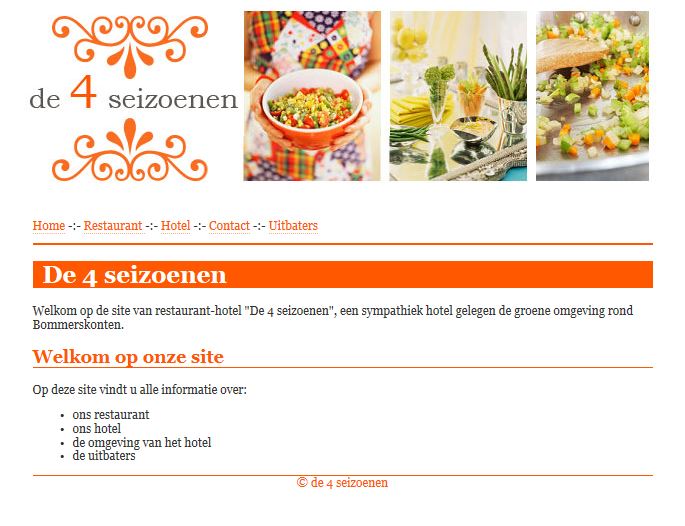 de 4 seizoenen
Home -:- Restaurant -:- Hotel -:- Contact -:- Uitbaters
De 4 seizoenen
Welkom op de site van restaurant-hotel "De 4 seizoenen", een sympathiek hotel gelegen de groene omgeving rond
Bommerskonten.
Welkom op onze site
Op deze site vindt u alle informatie over:
• ons restaurant
• ons hotel
• de omgeving van het hotel
• de uitbaters
© de 4 seizoenen